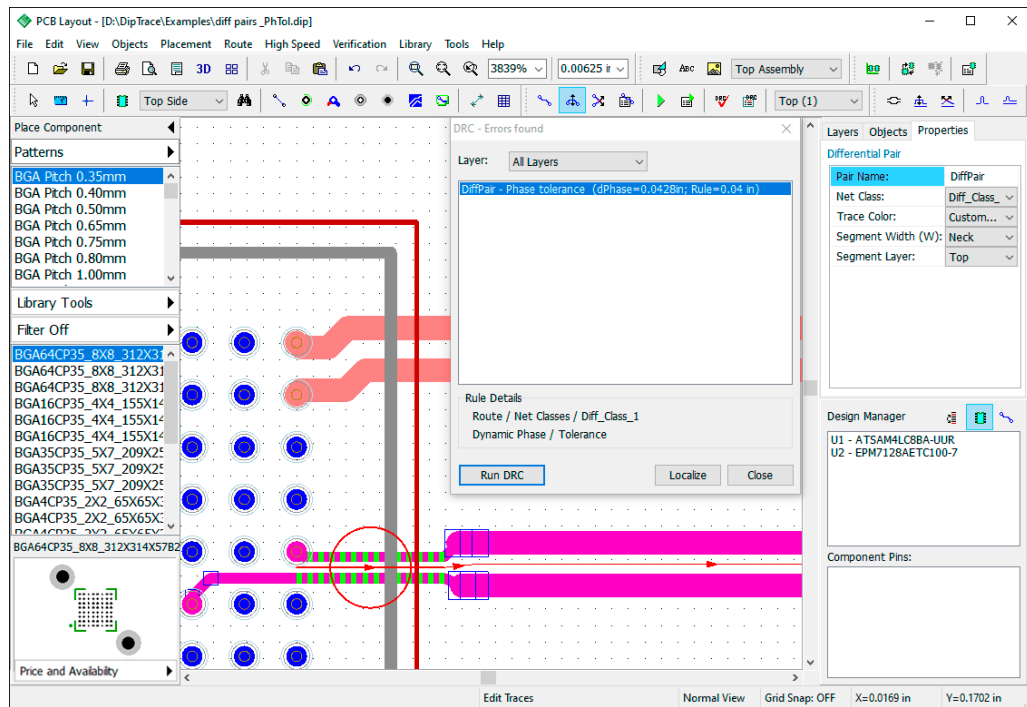 PCB Layout - [D:\DipTrace\Examples\diff pairs _PhTol.dip]
File Edit View Objects Placement Route High Speed Verification Library Tools Help
3D 3839% 0.00625 ir ABC Top Assembly
Top Side Top (1)
Place Component
Patterns
BGA Pitch 0.35mm
BGA Pitch 0.40mm
BGA Pitch 0.50mm
BGA Pitch 0.65mm
BGA Pitch 0.75mm
BGA Pitch 0.80mm
BGA Pitch 1.00mm
Library Tools
Filter Off
BGA64CP35_8X8_312X31
BGA64CP35_8X8_312X31
BGA64CP35_8X8_312X31
BGA16CP35_4X4_155X14
BGA16CP35_4X4_155X14
BGA16CP35_4X4_155X14
BGA35CP35_5X7_209X25
BGA35CP35_5X7_209X25
BGA35CP35_5X7_209X25
BGA4CP35_2X2_65X65X
BGA4CP35_2X2_65X65X
BGA64CP35_8X8_312X314X57B2
Price and Availability
DRC - Errors found
Layer: All Layers
DiffPair - Phase tolerance (dPhase=0.0428in; Rule=0.04 in)
Rule Details
Route / Net Classes / Diff_Class_1
Dynamic Phase / Tolerance
Run DRC Localize Close
Layers Objects Properties
Differential Pair
Pair Name: DiffPair
Net Class: Diff_Class_
Trace Color: Custom...
Segment Width (W): Neck
Segment Layer: Top
Design Manager
U1 - ATSAM4LC8BA-UUR
U2 - EPM7128AETC100-7
Component Pins:
Edit Traces Normal View Grid Snap: OFF X=0.0169 in Y=0.1702 in